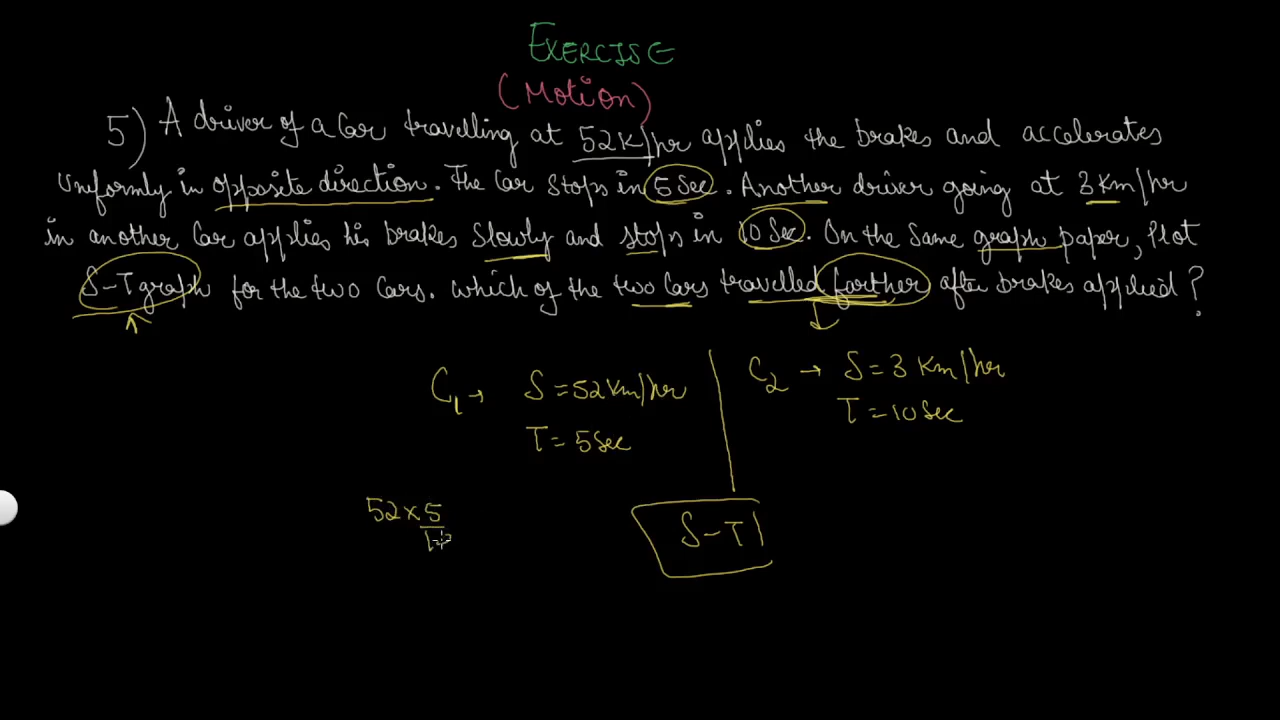 EXERCISE
(Motion)
5) A driver of a Car travelling at 52K/hr applies the brakes and accelerates
Uniformly in opposite direction. The Car stops in 5 Sec. Another driver going at 3 Km/hr
in another Car applies his brakes slowly and stops in 10 Sec. On the same graph paper, Plot
S-T graph for the two Cars. which of the two Cars travelled farther after brakes applied?
C₁ → S = 52 Km/hr
T = 5 Sec
C₂ → S = 3 Km/hr
T = 10 Sec
52 × 5
S-T